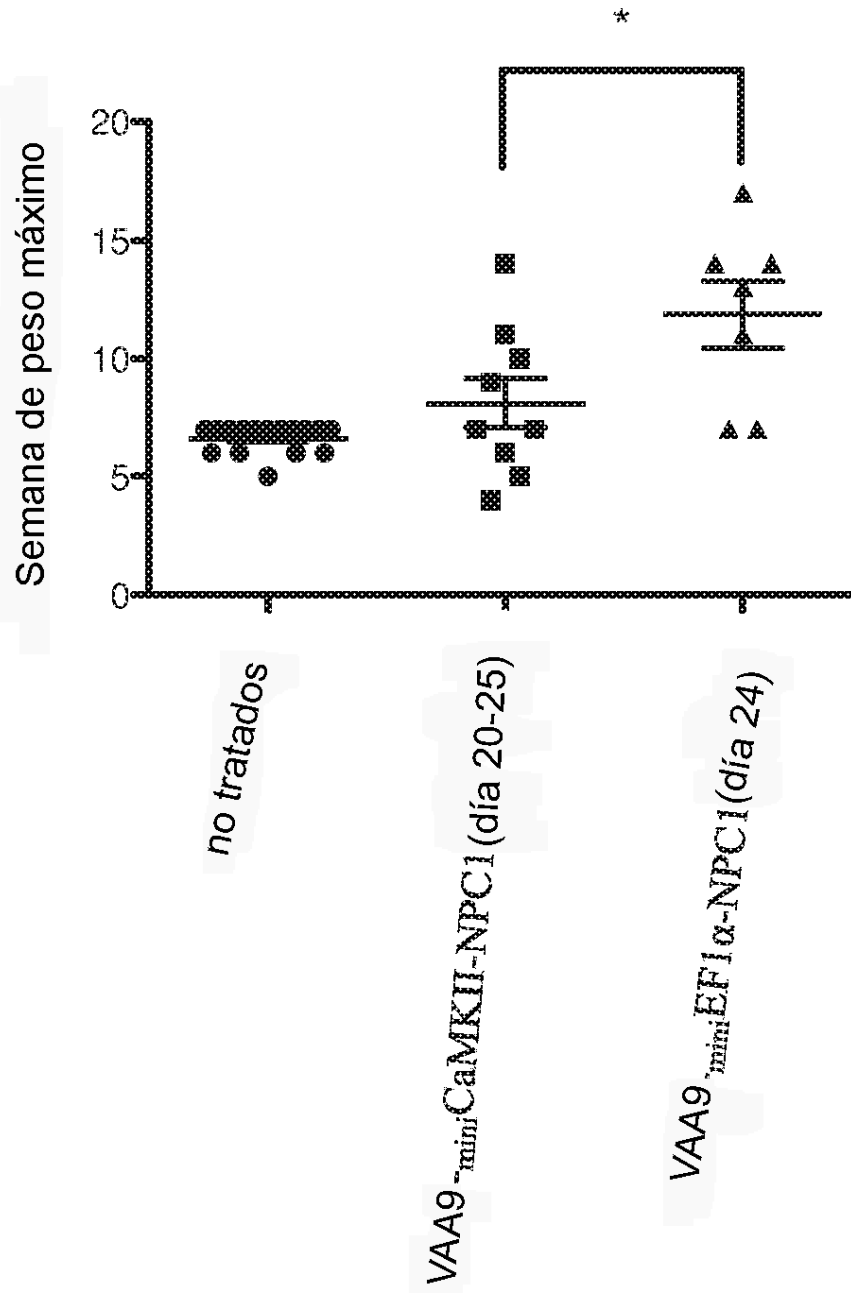 *
Semana de peso máximo
20
15
10
5
0
no tratados
VAA9-miniCaMKII-NPC1(día 20-25)
VAA9-miniEF1α-NPC1(día 24)